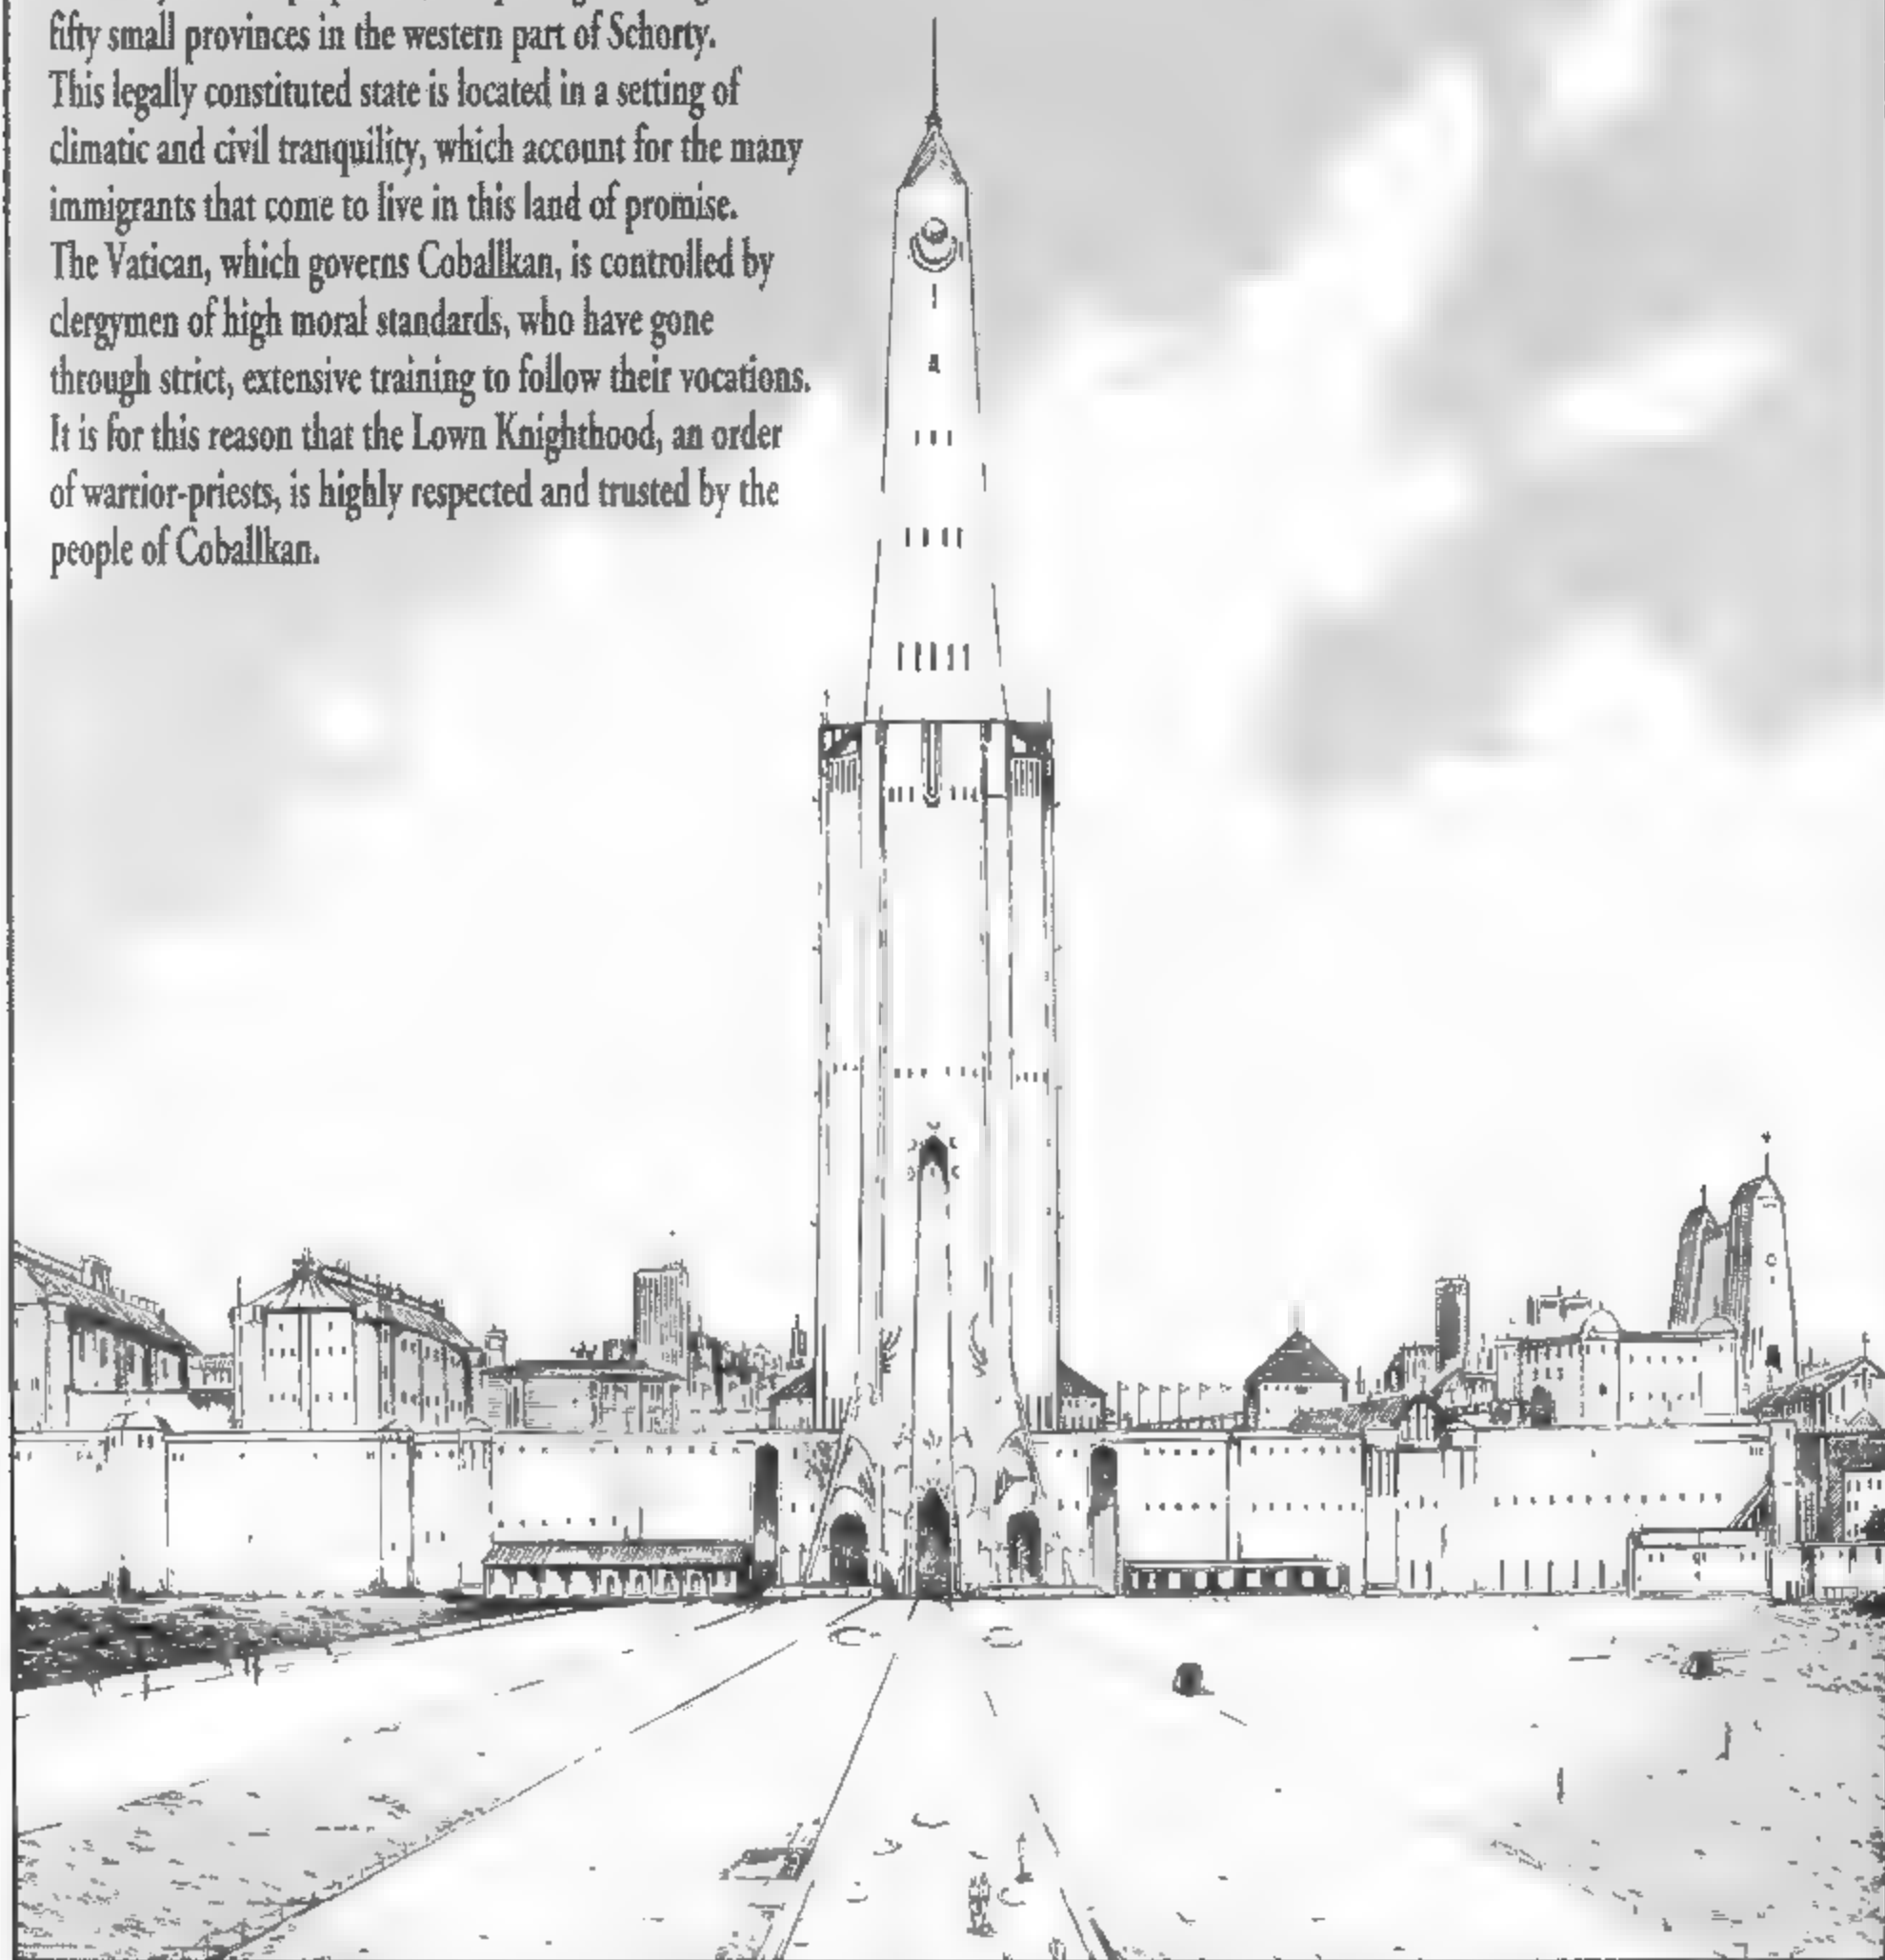 fifty small provinces in the western part of Schorty.
This legally constituted state is located in a setting of
climatic and civil tranquility, which account for the many
immigrants that come to live in this land of promise.
The Vatican, which governs Coballkan, is controlled by
clergymen of high moral standards, who have gone
through strict, extensive training to follow their vocations.
It is for this reason that the Lown Knighthood, an order
of warrior-priests, is highly respected and trusted by the
people of Coballkan.